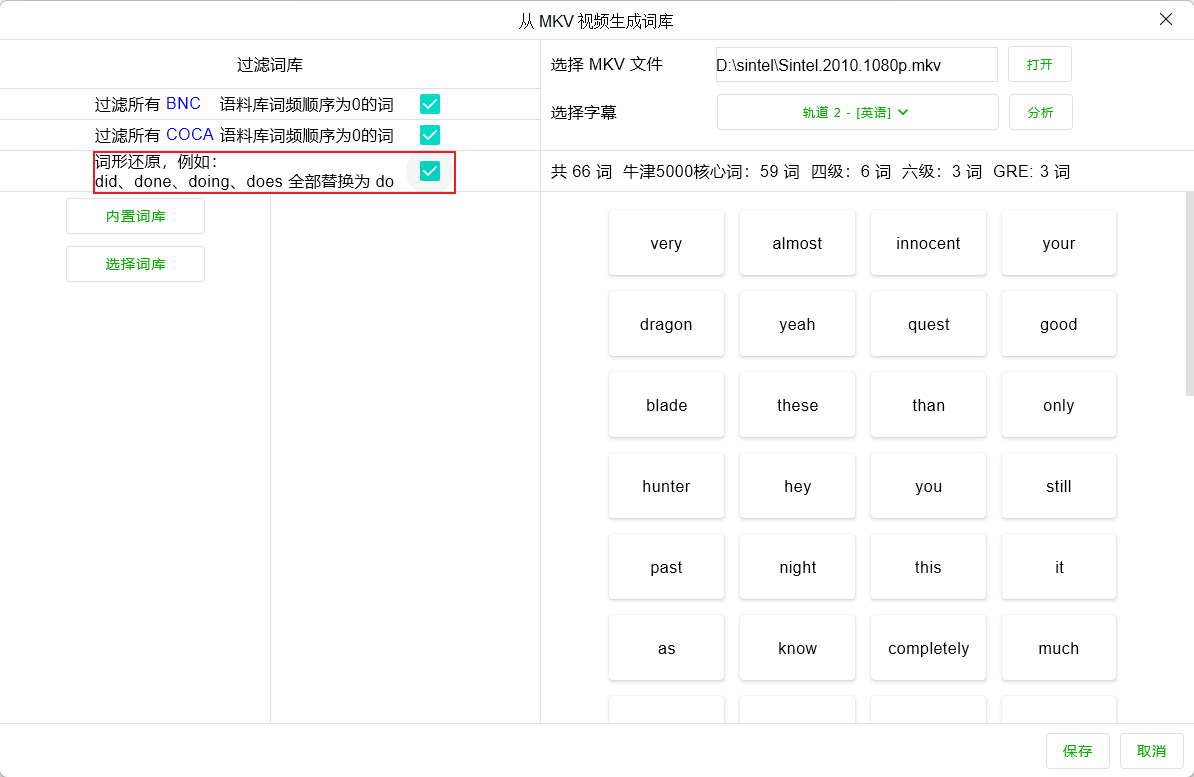 从 MKV 视频生成词库
过滤词库
过滤所有 BNC 语料库词频顺序为0的词
过滤所有 COCA 语料库词频顺序为0的词
词形还原，例如：
did、done、doing、does 全部替换为 do
内置词库
选择词库
选择 MKV 文件 D:\sintel\Sintel.2010.1080p.mkv 打开
选择字幕 轨道 2 - [英语] 分析
共 66 词 牛津5000核心词：59 词 四级：6 词 六级：3 词 GRE: 3 词
very almost innocent your
dragon yeah quest good
blade these than only
hunter hey you still
past night this it
as know completely much
保存 取消